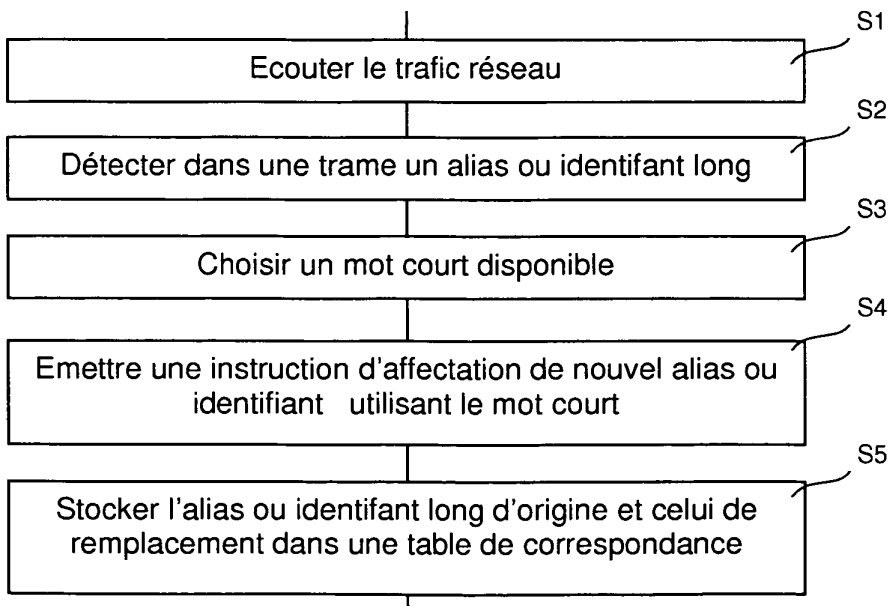 S1
Ecouter le trafic réseau
S2
Détecter dans une trame un alias ou identifant long
S3
Choisir un mot court disponible
S4
Emettre une instruction d'affectation de nouvel alias ou
identifiant utilisant le mot court
S5
Stocker l'alias ou identifant long d'origine et celui de
remplacement dans une table de correspondance